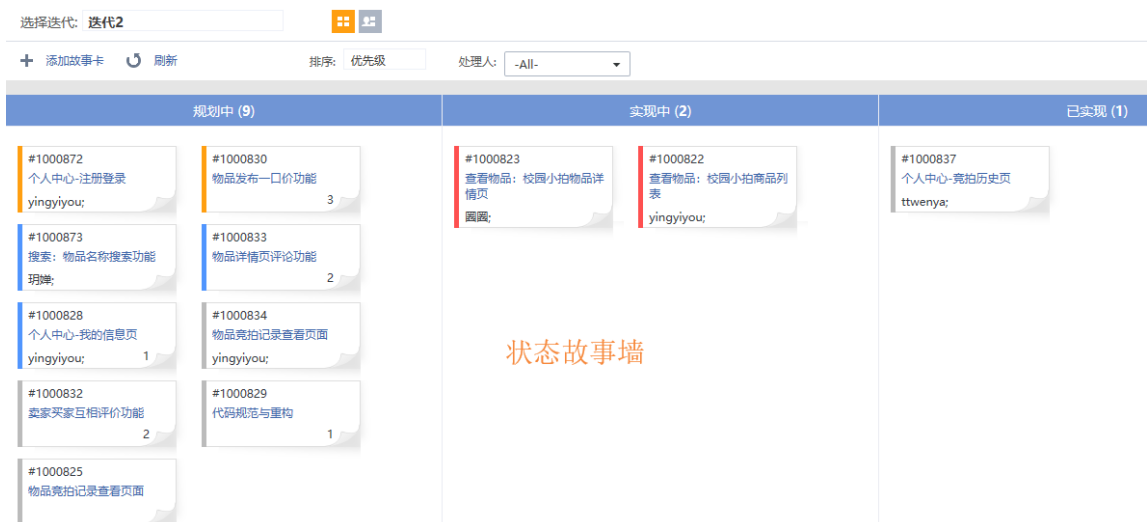 选择迭代: 迭代2
添加故事卡 刷新 排序: 优先级 处理人: -All-
规划中 (9) 实现中 (2) 已实现 (1)
#1000872
个人中心-注册登录
yingyiyou;
#1000830
物品发布一口价功能
3
#1000873
搜索：物品名称搜索功能
玥婵;
#1000833
物品详情页评论功能
2
#1000828
个人中心-我的信息页
yingyiyou; 1
#1000834
物品竞拍记录查看页面
yingyiyou;
#1000832
卖家买家互相评价功能
2
#1000829
代码规范与重构
1
#1000825
物品竞拍记录查看页面
#1000823
查看物品：校园小拍物品详
情页
圆圆;
#1000822
查看物品：校园小拍商品列
表
yingyiyou;
状态故事墙
#1000837
个人中心-竞拍历史页
ttwenya;